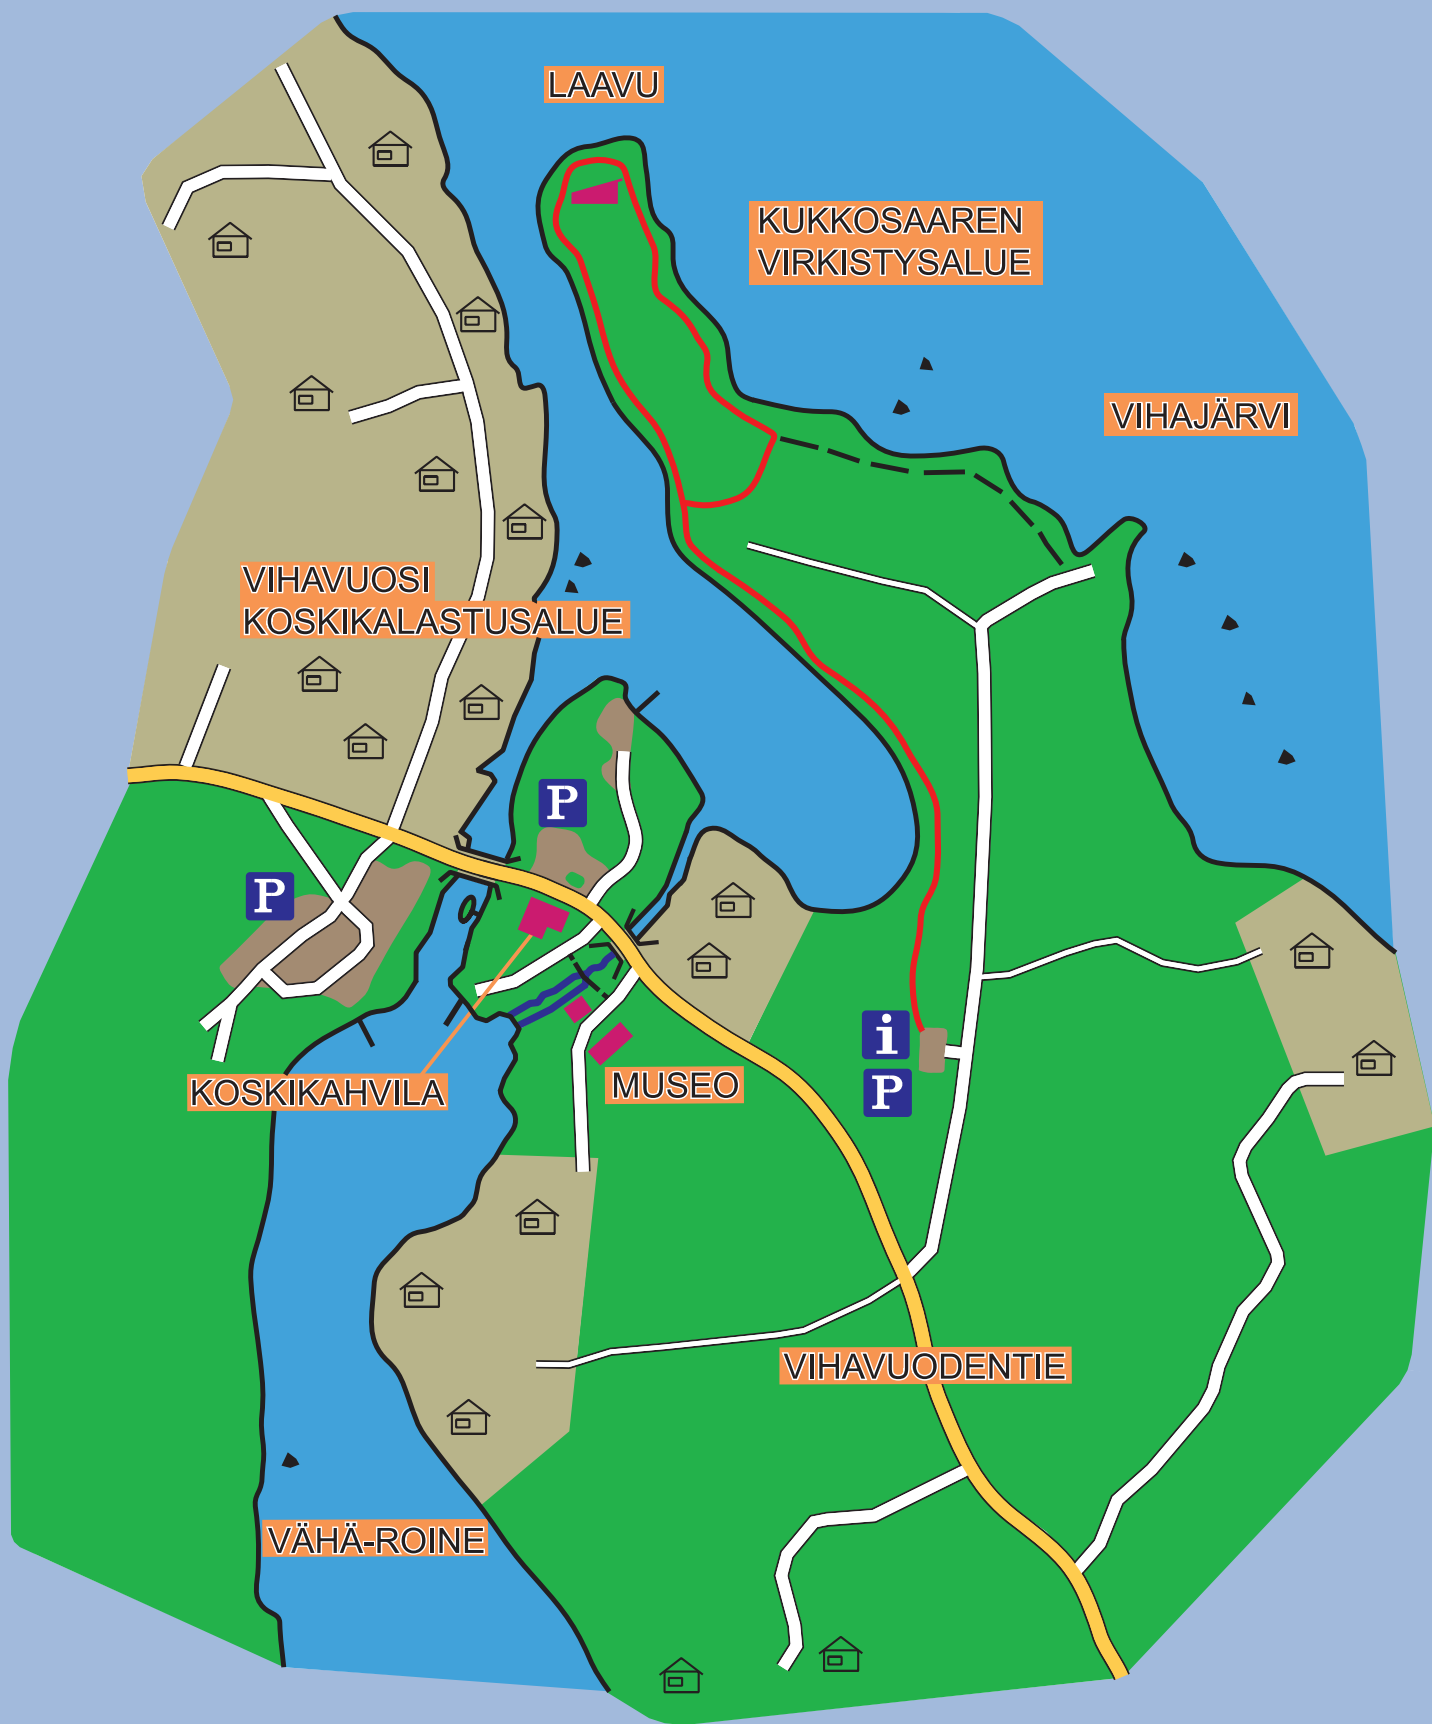 LAAVU
KUKKOSAAREN
VIRKISTYSALUE
VIHAJÄRVI
VIHAVUOSI
KOSKIKALASTUSALUE
P
P
i
P
KOSKIKAHVILA
MUSEO
VIHAVUODENTIE
VÄHÄ-ROINE